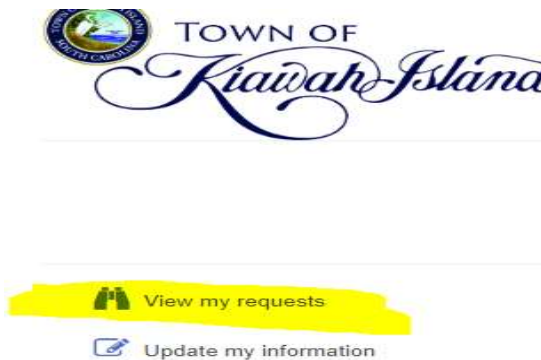 TOWN OF
Kiawah Island
View my requests
Update my information